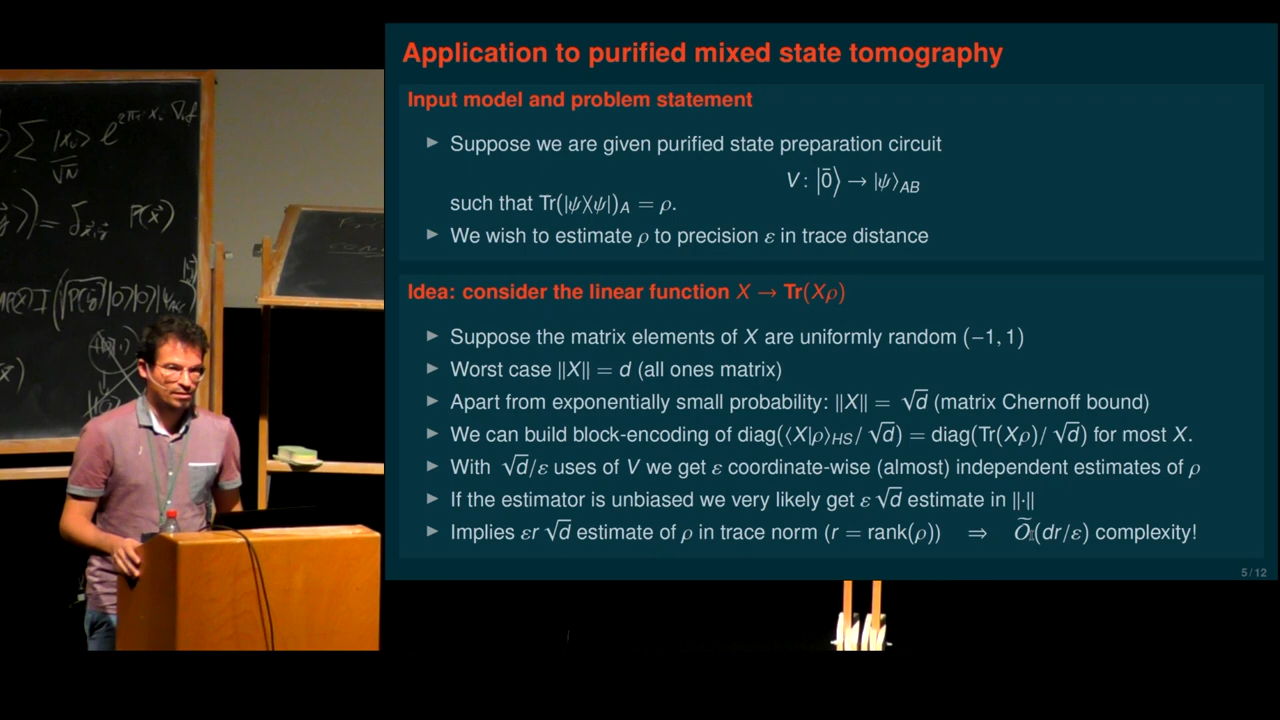 Application to purified mixed state tomography
Input model and problem statement
▶ Suppose we are given purified state preparation circuit
V: |0̄⟩ → |ψ⟩_AB
such that Tr(|ψ⟩⟨ψ|)_A = ρ.
▶ We wish to estimate ρ to precision ε in trace distance
Idea: consider the linear function X → Tr(Xρ)
▶ Suppose the matrix elements of X are uniformly random (−1, 1)
▶ Worst case ‖X‖ = d (all ones matrix)
▶ Apart from exponentially small probability: ‖X‖ = √d (matrix Chernoff bound)
▶ We can build block-encoding of diag(⟨X|ρ⟩_HS/√d) = diag(Tr(Xρ)/√d) for most X.
▶ With √d/ε uses of V we get ε coordinate-wise (almost) independent estimates of ρ
▶ If the estimator is unbiased we very likely get ε√d estimate in ‖·‖
▶ Implies εr√d estimate of ρ in trace norm (r = rank(ρ)) ⇒ Õ(dr/ε) complexity!
5 / 12
∑ |x_i⟩/√N e^{2πi x_i ∇f
⟩) = δ P(x⃗)